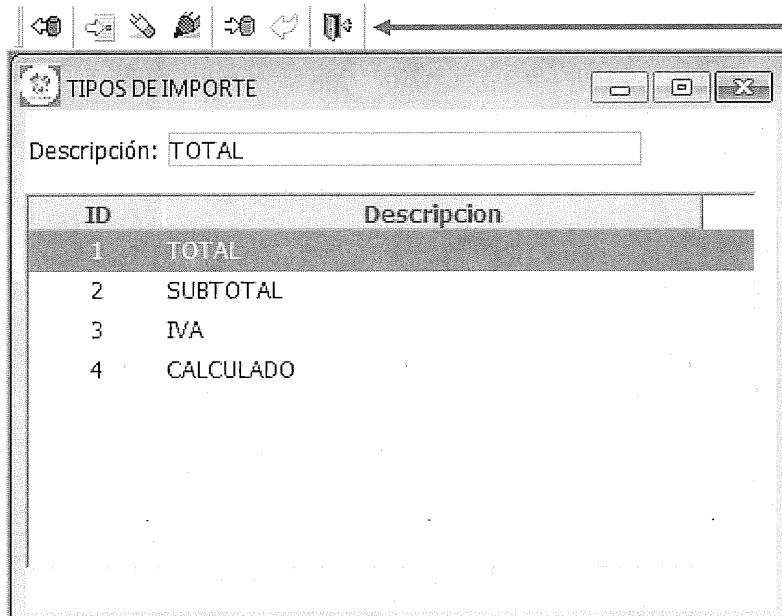 TIPOS DE IMPORTE
Descripción: TOTAL
ID Descripcion
1 TOTAL
2 SUBTOTAL
3 IVA
4 CALCULADO